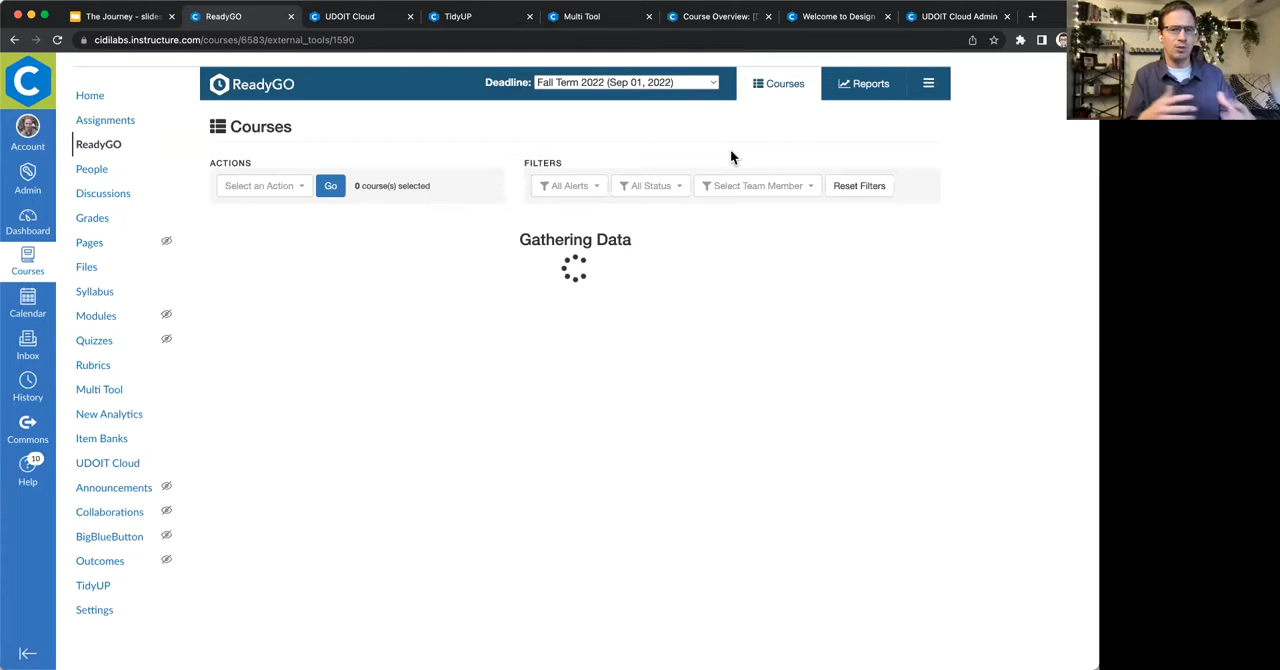 The Journey - slide
ReadyGO
UDOIT Cloud
TidyUP
Multi Tool
Course Overview: [D
Welcome to Design
UDOIT Cloud Admin
cidilabs.instructure.com/courses/6583/external_tools/1590
Account
Admin
Dashboard
Courses
Calendar
Inbox
History
Commons
10
Help
Home
Assignments
ReadyGO
People
Discussions
Grades
Pages
Files
Syllabus
Modules
Quizzes
Rubrics
Multi Tool
New Analytics
Item Banks
UDOIT Cloud
Announcements
Collaborations
BigBlueButton
Outcomes
TidyUP
Settings
ReadyGO
Deadline: Fall Term 2022 (Sep 01, 2022)
Courses
Reports
Courses
ACTIONS
Select an Action
Go
0 course(s) selected
FILTERS
All Alerts
All Status
Select Team Member
Reset Filters
Gathering Data